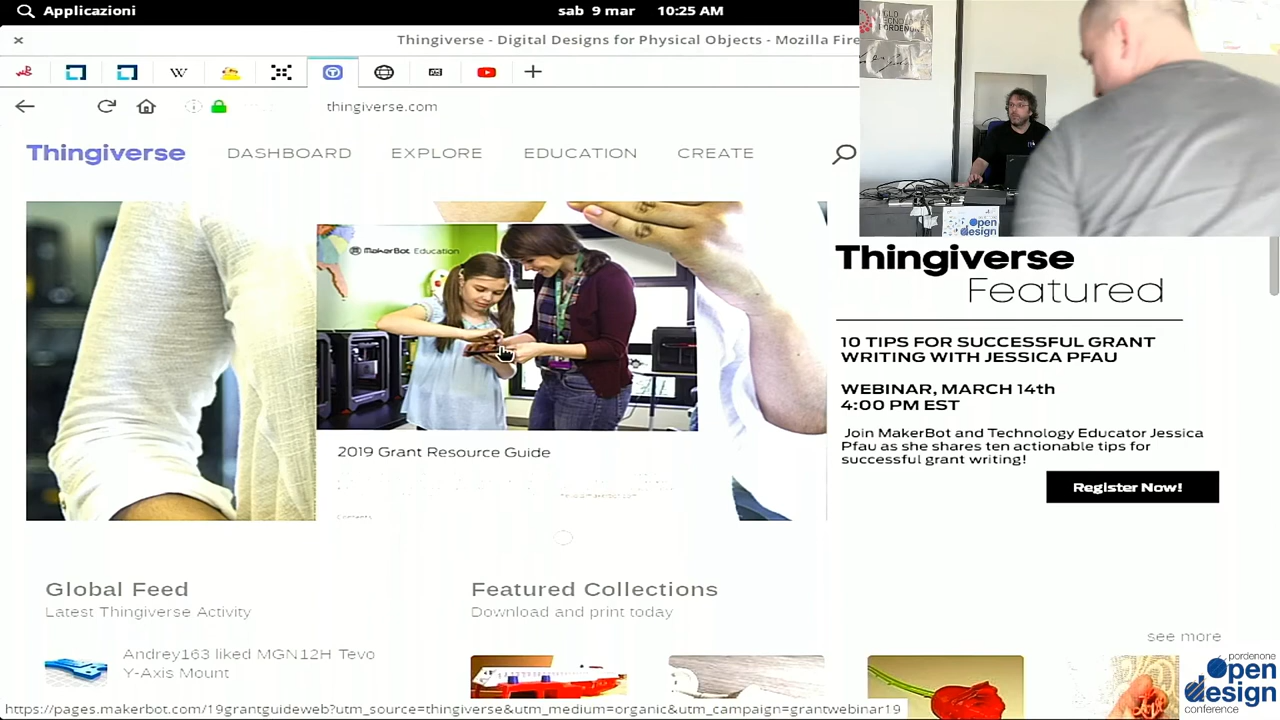 Applicazioni
sab 9 mar 10:25 AM
Thingiverse - Digital Designs for Physical Objects - Mozilla Fire
thingiverse.com
Thingiverse
DASHBOARD
EXPLORE
EDUCATION
CREATE
MakerBot Education
2019 Grant Resource Guide
Contents
Thingiverse
Featured
10 TIPS FOR SUCCESSFUL GRANT
WRITING WITH JESSICA PFAU
WEBINAR, MARCH 14th
4:00 PM EST
Join MakerBot and Technology Educator Jessica
Pfau as she shares ten actionable tips for
successful grant writing!
Register Now!
open
design
Global Feed
Latest Thingiverse Activity
Andrey163 liked MGN12H Tevo
Y-Axis Mount
Featured Collections
Download and print today
see more
https://pages.makerbot.com/19grantguideweb?utm_source=thingiverse&utm_medium=organic&utm_campaign=grantwebinar19
pordenone
open
design
conference